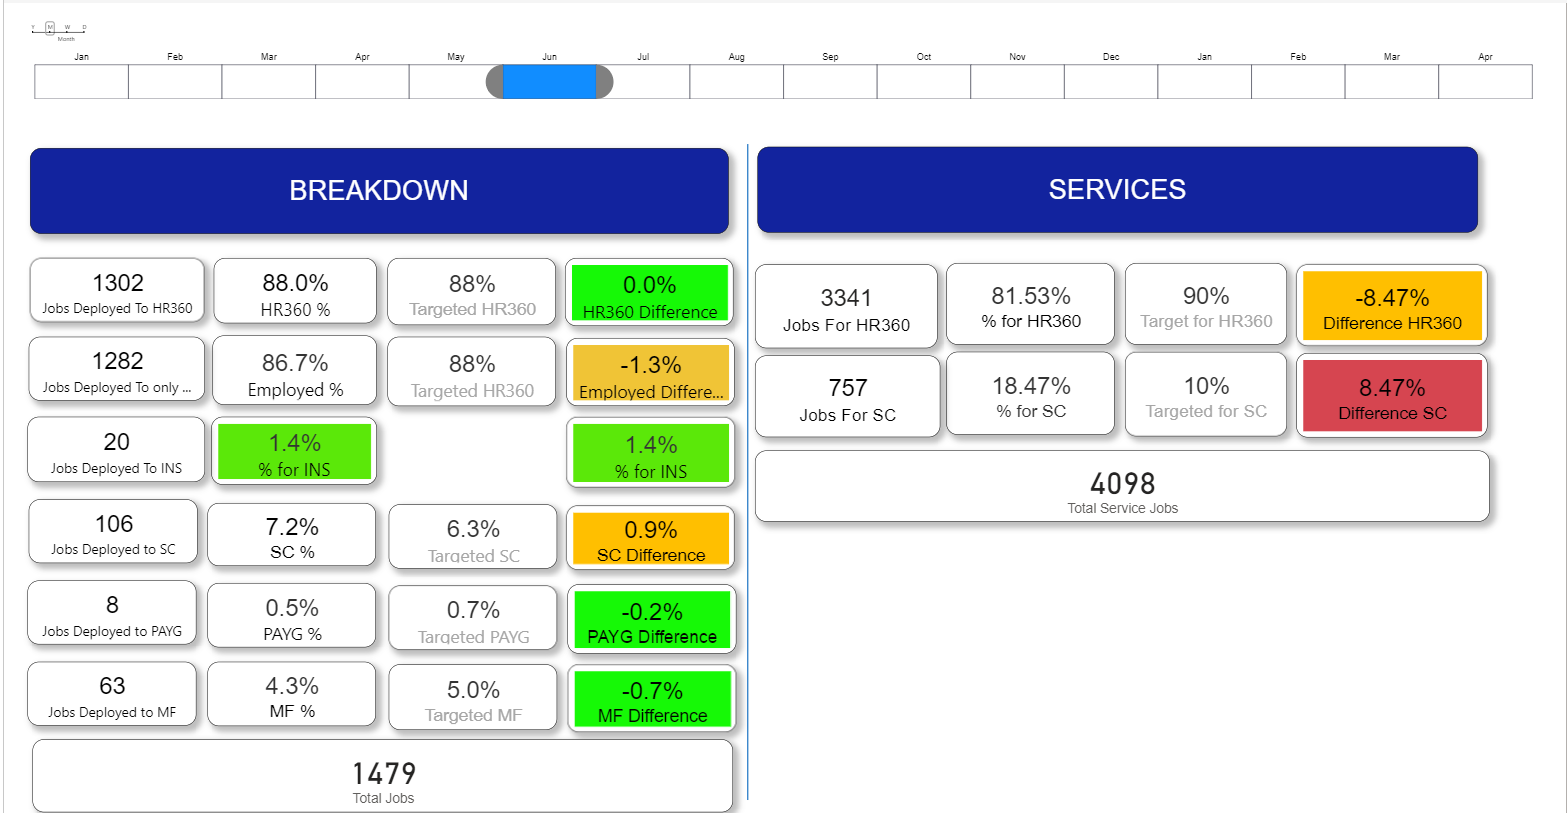 Y M W D
Month
Jan Feb Mar Apr May Jun Jul Aug Sep Oct Nov Dec Jan Feb Mar Apr
BREAKDOWN
1302 88.0% 88% 0.0%
Jobs Deployed To HR360 HR360 % Targeted HR360 HR360 Difference
1282 86.7% 88% -1.3%
Jobs Deployed To only ... Employed % Targeted HR360 Employed Differe...
20 1.4% 1.4%
Jobs Deployed To INS % for INS % for INS
106 7.2% 6.3% 0.9%
Jobs Deployed to SC SC % Targeted SC SC Difference
8 0.5% 0.7% -0.2%
Jobs Deployed to PAYG PAYG % Targeted PAYG PAYG Difference
63 4.3% 5.0% -0.7%
Jobs Deployed to MF MF % Targeted MF MF Difference
1479
Total Jobs
SERVICES
3341 81.53% 90% -8.47%
Jobs For HR360 % for HR360 Target for HR360 Difference HR360
757 18.47% 10% 8.47%
Jobs For SC % for SC Targeted for SC Difference SC
4098
Total Service Jobs